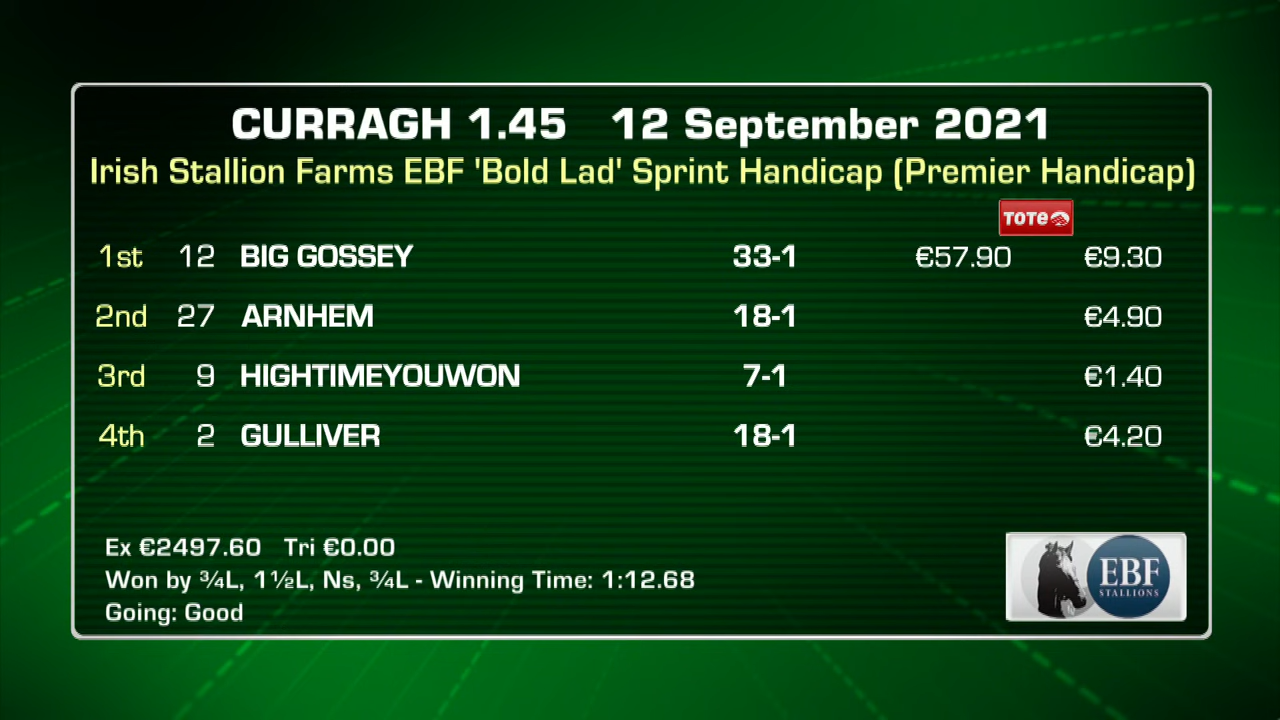 CURRAGH 1.45 12 September 2021
Irish Stallion Farms EBF 'Bold Lad' Sprint Handicap (Premier Handicap)
TOTE
1st 12 BIG GOSSEY 33-1 €57.90 €9.30
2nd 27 ARNHEM 18-1 €4.90
3rd 9 HIGHTIMEYOUWON 7-1 €1.40
4th 2 GULLIVER 18-1 €4.20
Ex €2497.60 Tri €0.00
Won by ¾L, 1½L, Ns, ¾L - Winning Time: 1:12.68
Going: Good
EBF
STALLIONS